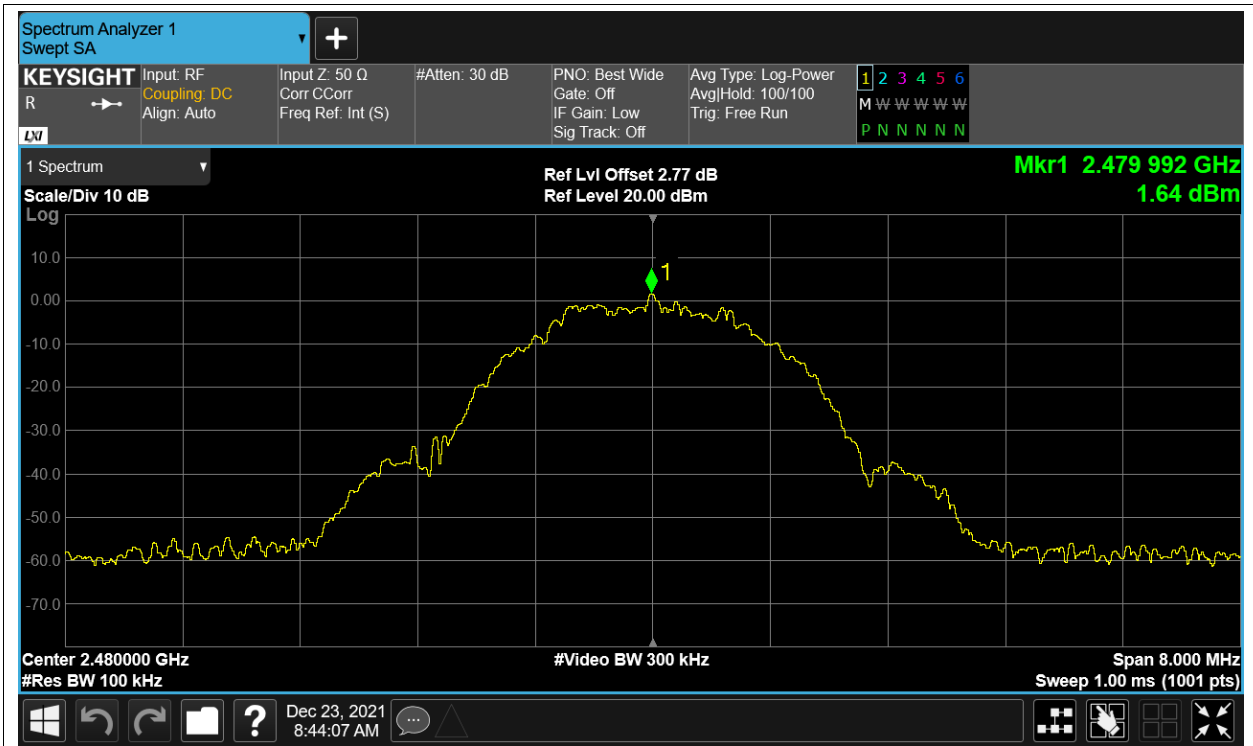 Spectrum Analyzer 1
Swept SA
KEYSIGHT
R
LXI
Input: RF
Coupling: DC
Align: Auto
Input Z: 50 Ω
Corr CCorr
Freq Ref: Int (S)
#Atten: 30 dB
PNO: Best Wide
Gate: Off
IF Gain: Low
Sig Track: Off
Avg Type: Log-Power
Avg|Hold: 100/100
Trig: Free Run
1 2 3 4 5 6
M W W W W W
P N N N N N
1 Spectrum
Scale/Div 10 dB
Log
Ref Lvl Offset 2.77 dB
Ref Level 20.00 dBm
Mkr1 2.479 992 GHz
1.64 dBm
1
10.0
0.00
-10.0
-20.0
-30.0
-40.0
-50.0
-60.0
-70.0
Center 2.480000 GHz
#Res BW 100 kHz
#Video BW 300 kHz
Span 8.000 MHz
Sweep 1.00 ms (1001 pts)
?
Dec 23, 2021
8:44:07 AM